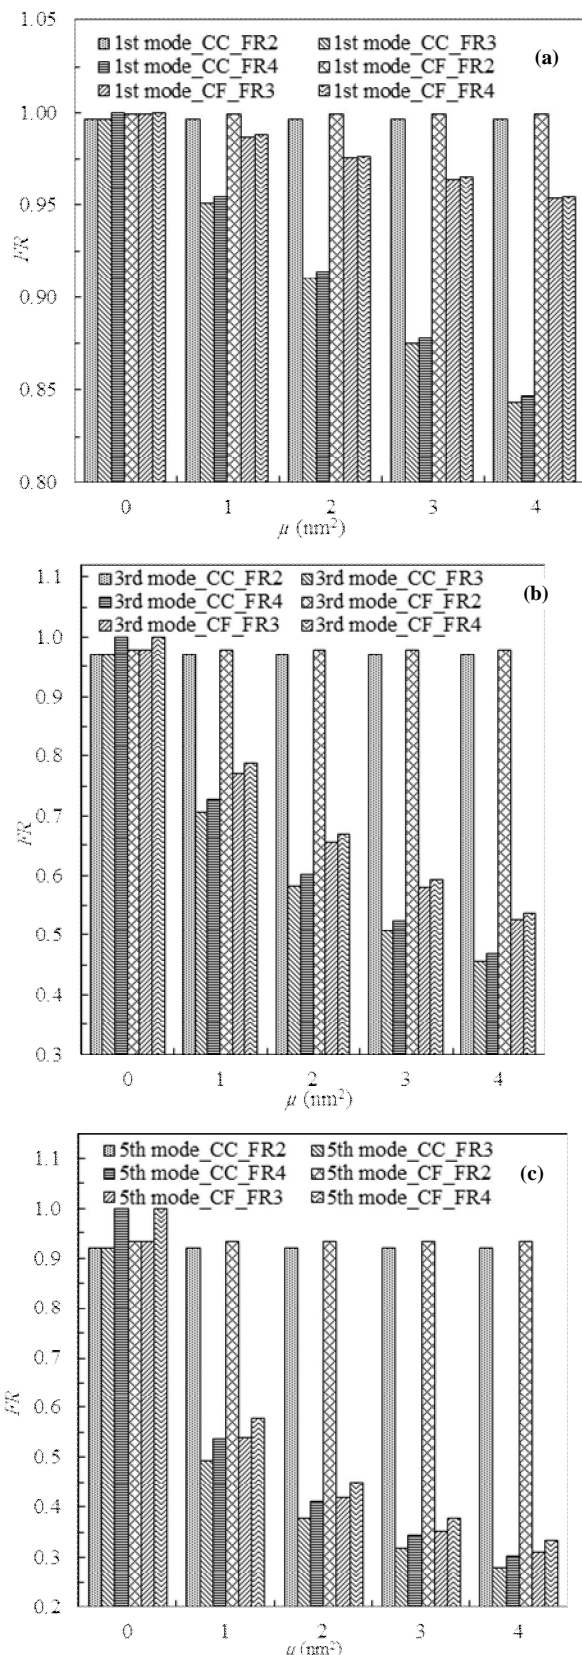 1.05
1st mode_CC_FR2 1st mode_CC_FR3
1st mode_CC_FR4 1st mode_CF_FR2
1st mode_CF_FR3 1st mode_CF_FR4
(a)
1.00
0.95
0.90
0.85
0.80
FR
0 1 2 3 4
μ (nm²)
1.1
3rd mode_CC_FR2 3rd mode_CC_FR3
3rd mode_CC_FR4 3rd mode_CF_FR2
3rd mode_CF_FR3 3rd mode_CF_FR4
(b)
1.0
0.9
0.8
0.7
0.6
0.5
0.4
0.3
FR
0 1 2 3 4
μ (nm²)
1.1
5th mode_CC_FR2 5th mode_CC_FR3
5th mode_CC_FR4 5th mode_CF_FR2
5th mode_CF_FR3 5th mode_CF_FR4
(c)
1.0
0.9
0.8
0.7
0.6
0.5
0.4
0.3
0.2
FR
0 1 2 3 4
μ (nm²)